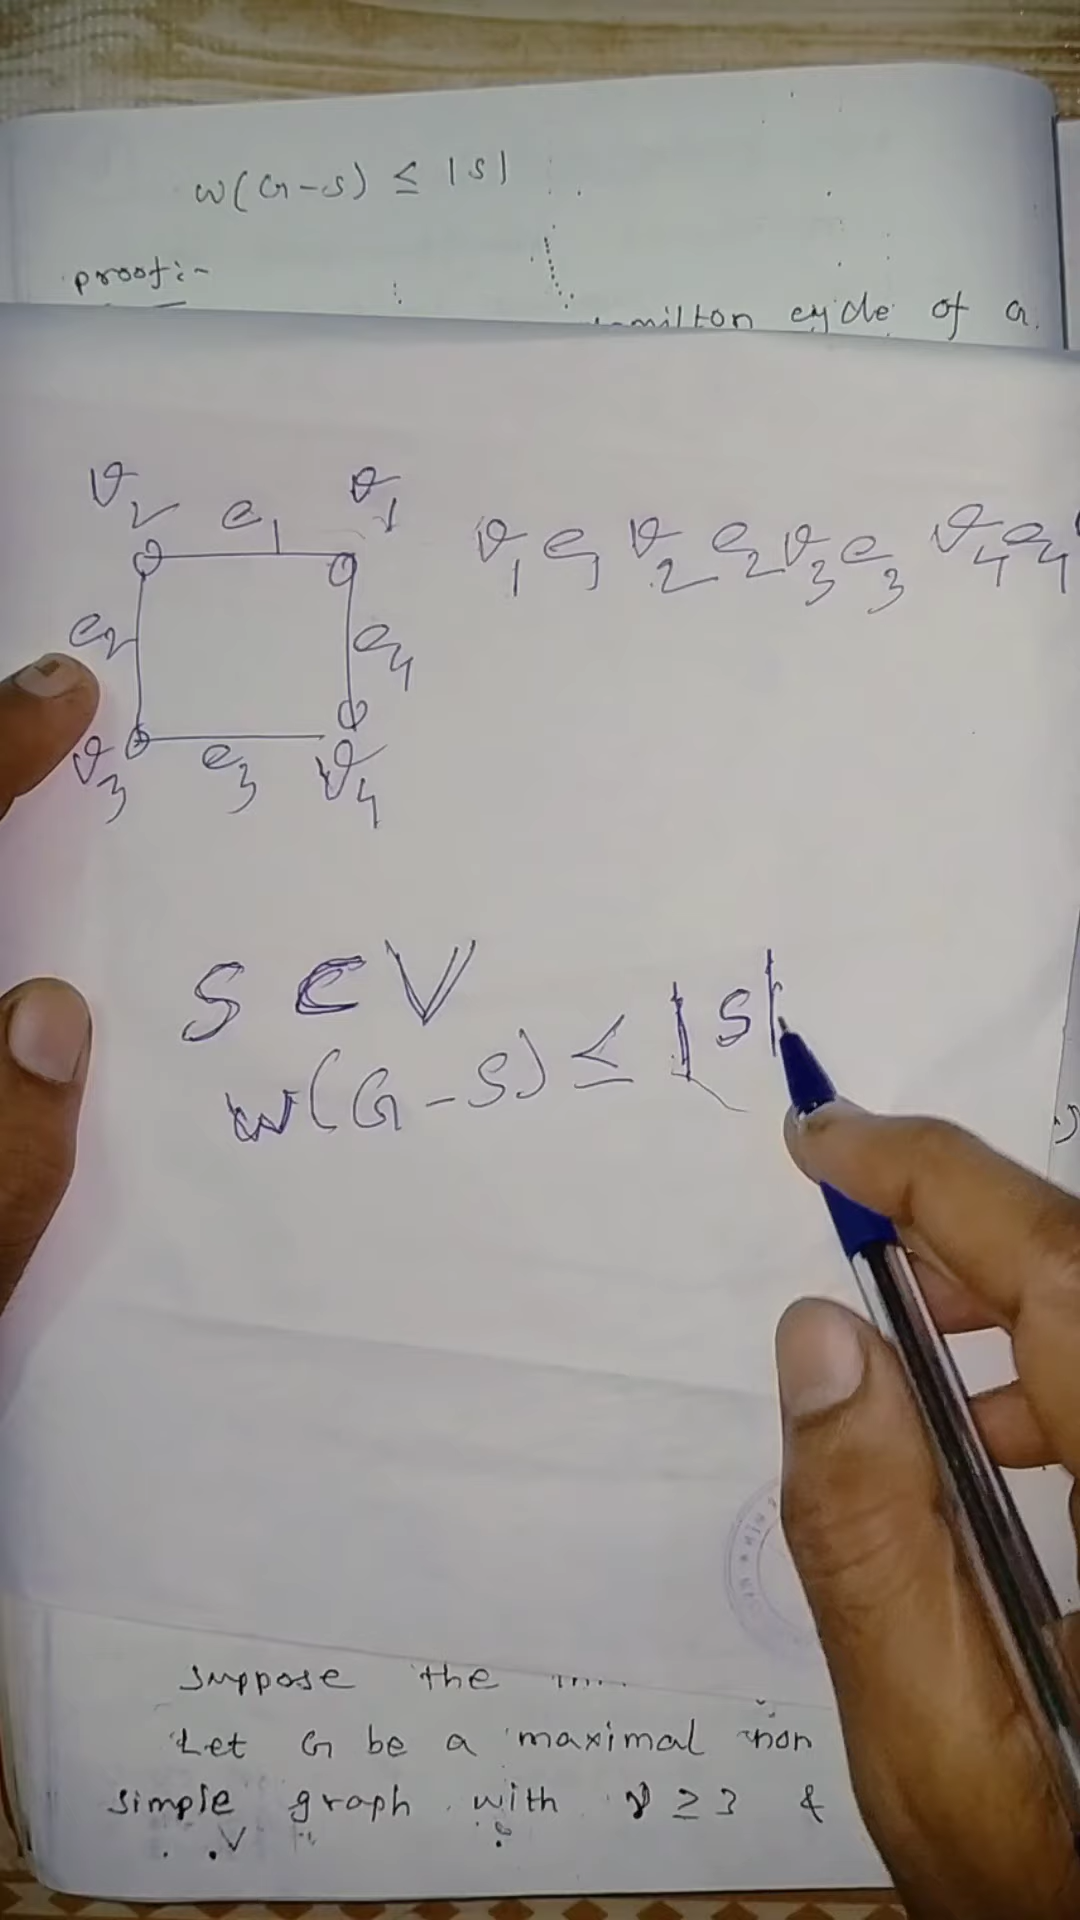 w(G-S) ≤ |S|
proof:-
cycle of G.
v₂ e₁ v₁
v₁ e₁ v₂ e₂ v₃ e₃ v₄ e₄
e₂ e₄
v₃ e₃ v₄
S ⊂ V
w(G-S) ≤ |S|
suppose the
Let G be a maximal non
simple graph with ν ≥ 3 &